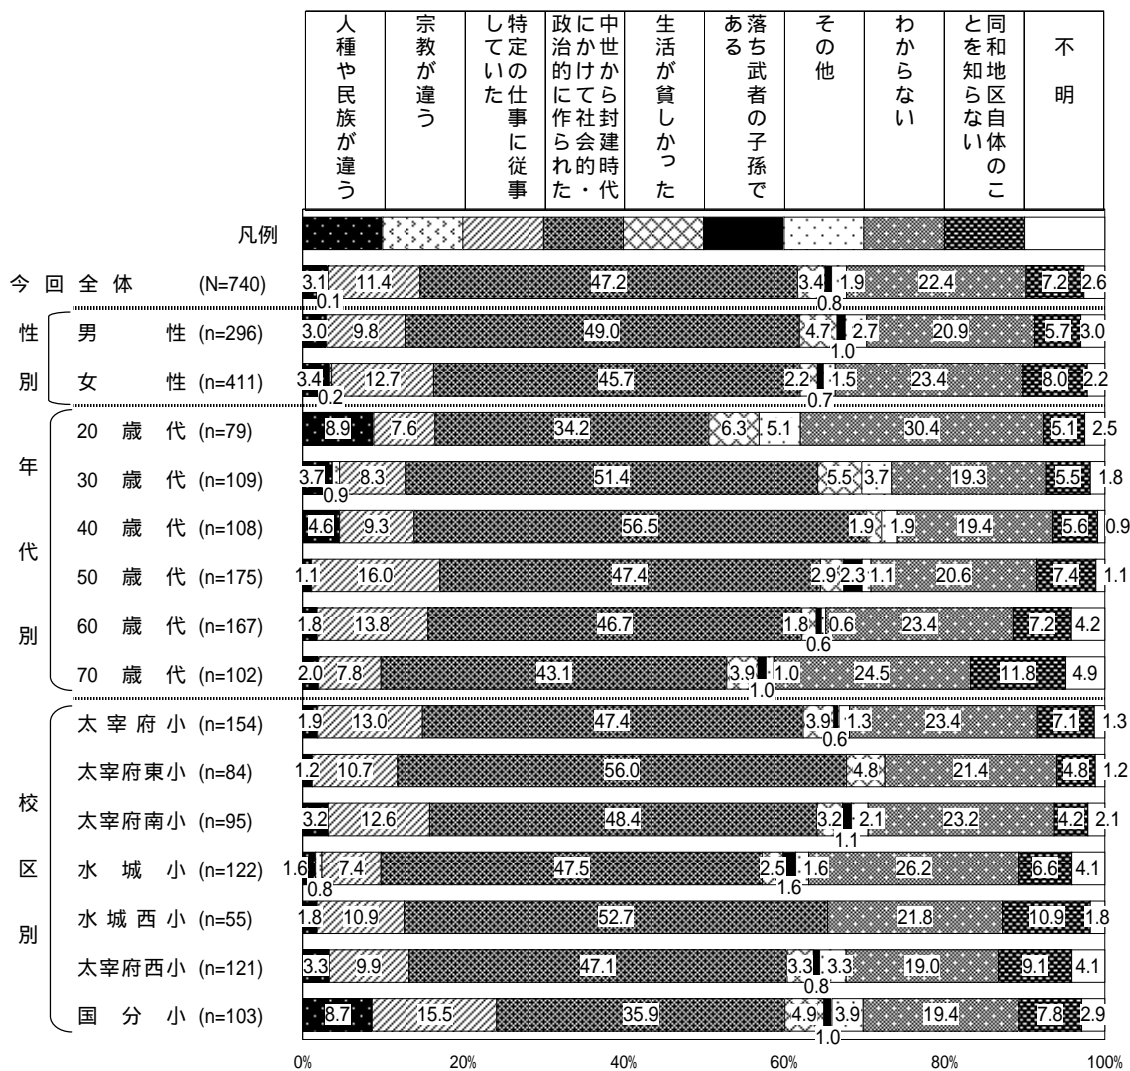 人種や民族が違う
宗教が違う
特定の仕事に従事
していた
中世から封建時代
にかけて社会的・
政治的に作られた
生活が貧しかった
落ち武者の子孫で
ある
その他
わからない
同和地区自体のこ
とを知らない
不明
凡例
今回全体 (N=740) 3.1 0.1 11.4 47.2 3.4 0.8 1.9 22.4 7.2 2.6
性別
男性 (n=296) 3.0 9.8 49.0 4.7 1.0 2.7 20.9 5.7 3.0
女性 (n=411) 3.4 0.2 12.7 45.7 2.2 0.7 1.5 23.4 8.0 2.2
年代別
20歳代 (n=79) 8.9 7.6 34.2 6.3 5.1 30.4 5.1 2.5
30歳代 (n=109) 3.7 0.9 8.3 51.4 5.5 3.7 19.3 5.5 1.8
40歳代 (n=108) 4.6 9.3 56.5 1.9 1.9 19.4 5.6 0.9
50歳代 (n=175) 1.1 16.0 47.4 2.9 2.3 1.1 20.6 7.4 1.1
60歳代 (n=167) 1.8 13.8 46.7 1.8 0.6 0.6 23.4 7.2 4.2
70歳代 (n=102) 2.0 7.8 43.1 3.9 1.0 1.0 24.5 11.8 4.9
校区別
太宰府小 (n=154) 1.9 13.0 47.4 3.9 0.6 1.3 23.4 7.1 1.3
太宰府東小 (n=84) 1.2 10.7 56.0 4.8 21.4 4.8 1.2
太宰府南小 (n=95) 3.2 12.6 48.4 3.2 1.1 2.1 23.2 4.2 2.1
水城小 (n=122) 1.6 0.8 7.4 47.5 2.5 1.6 1.6 26.2 6.6 4.1
水城西小 (n=55) 1.8 10.9 52.7 21.8 10.9 1.8
太宰府西小 (n=121) 3.3 9.9 47.1 3.3 0.8 3.3 19.0 9.1 4.1
国分小 (n=103) 8.7 15.5 35.9 4.9 1.0 3.9 19.4 7.8 2.9
0% 20% 40% 60% 80% 100%